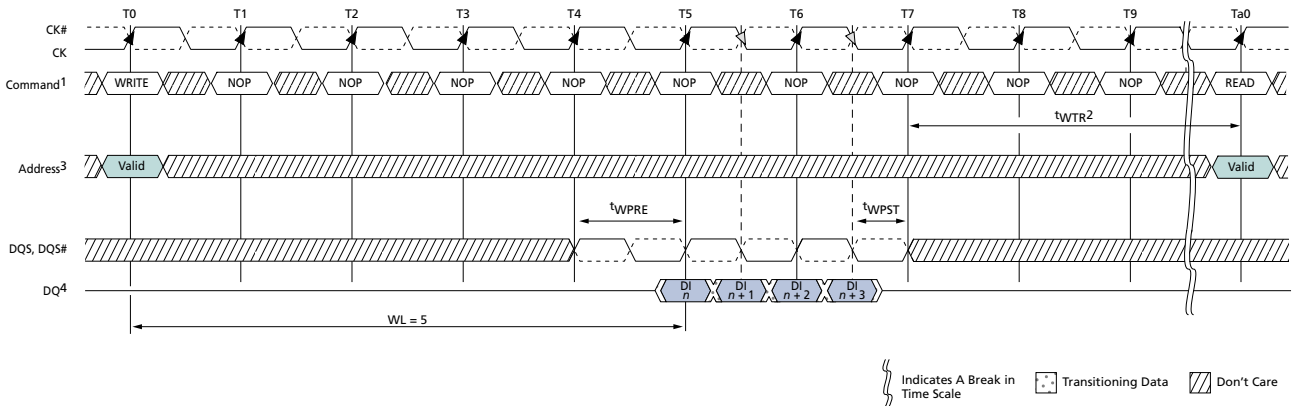 T0 T1 T2 T3 T4 T5 T6 T7 T8 T9 Ta0
CK#
CK
Command1 WRITE NOP NOP NOP NOP NOP NOP NOP NOP NOP READ
tWTR2
Address3 Valid Valid
tWPRE tWPST
DQS, DQS#
DQ4 DI n DI n + 1 DI n + 2 DI n + 3
WL = 5
Indicates A Break in
Time Scale
Transitioning Data
Don't Care